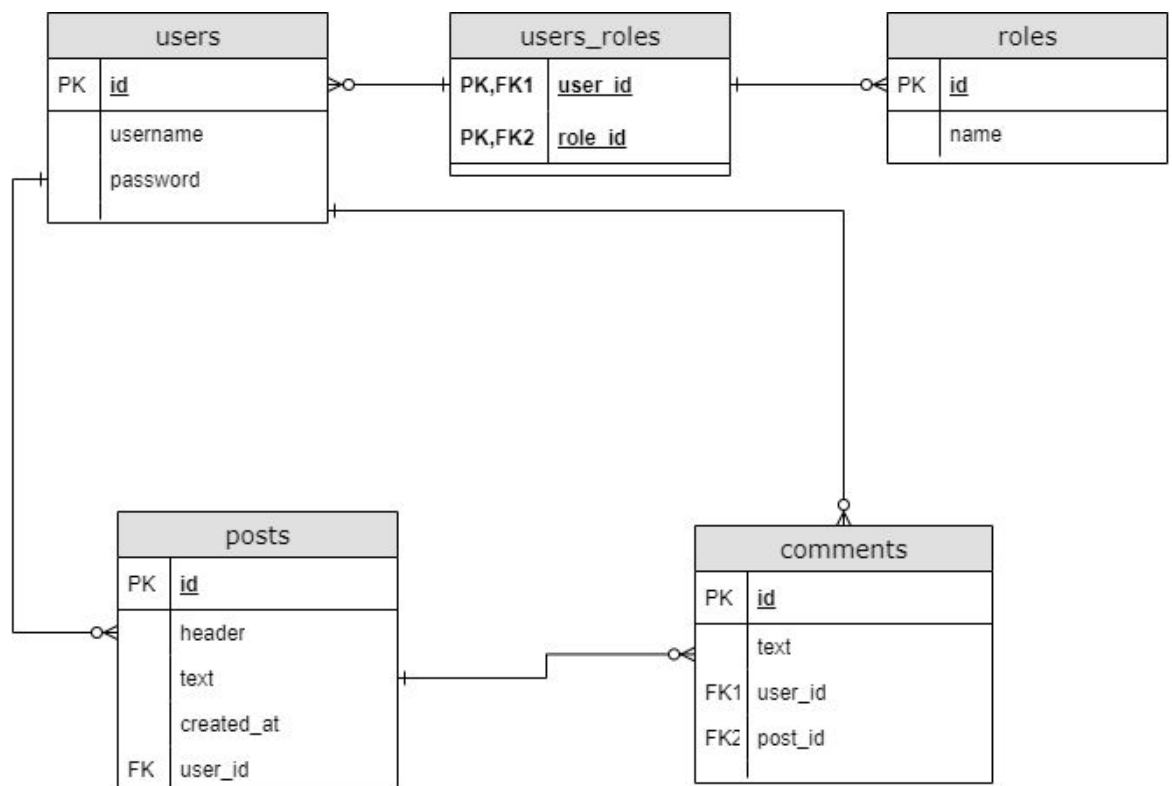 users
PK id
username
password
users_roles
PK,FK1 user_id
PK,FK2 role_id
roles
PK id
name
posts
PK id
header
text
created_at
FK user_id
comments
PK id
text
FK1 user_id
FK2 post_id